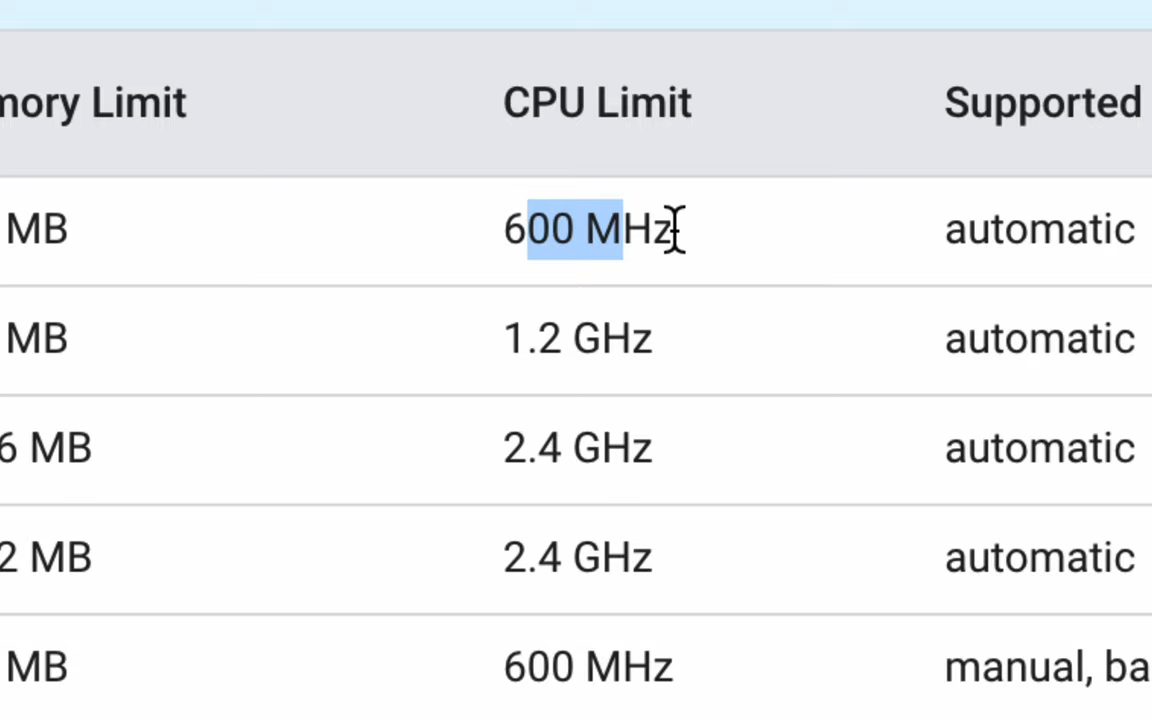 mory Limit CPU Limit Supported
MB 600 MHz automatic
MB 1.2 GHz automatic
6 MB 2.4 GHz automatic
2 MB 2.4 GHz automatic
MB 600 MHz manual, ba